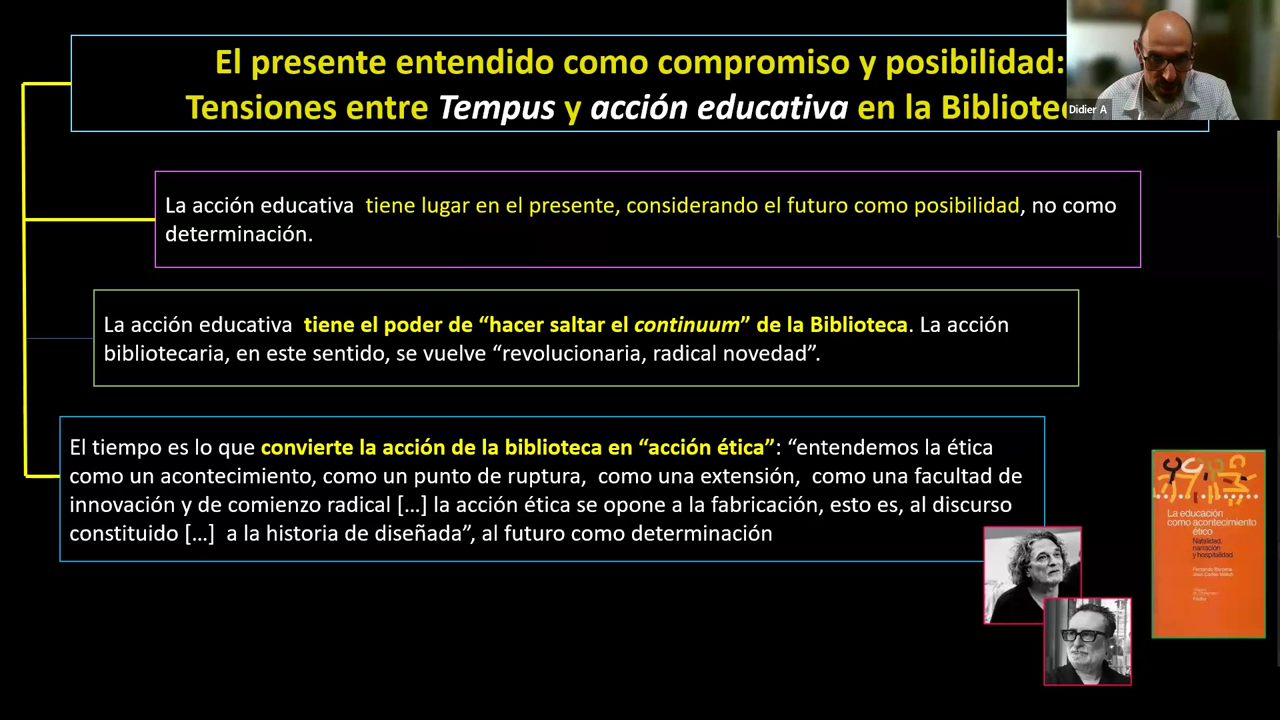 El presente entendido como compromiso y posibilidad:
Tensiones entre Tempus y acción educativa en la Bibliote
Didier A
La acción educativa tiene lugar en el presente, considerando el futuro como posibilidad, no como
determinación.
La acción educativa tiene el poder de “hacer saltar el continuum” de la Biblioteca. La acción
bibliotecaria, en este sentido, se vuelve “revolucionaria, radical novedad”.
El tiempo es lo que convierte la acción de la biblioteca en “acción ética”: “entendemos la ética
como un acontecimiento, como un punto de ruptura, como una extensión, como una facultad de
innovación y de comienzo radical [...] la acción ética se opone a la fabricación, esto es, al discurso
constituido [...] a la historia de diseñada”, al futuro como determinación
La educación
como acontecimiento
ético
Natalidad,
narración
y hospitalidad